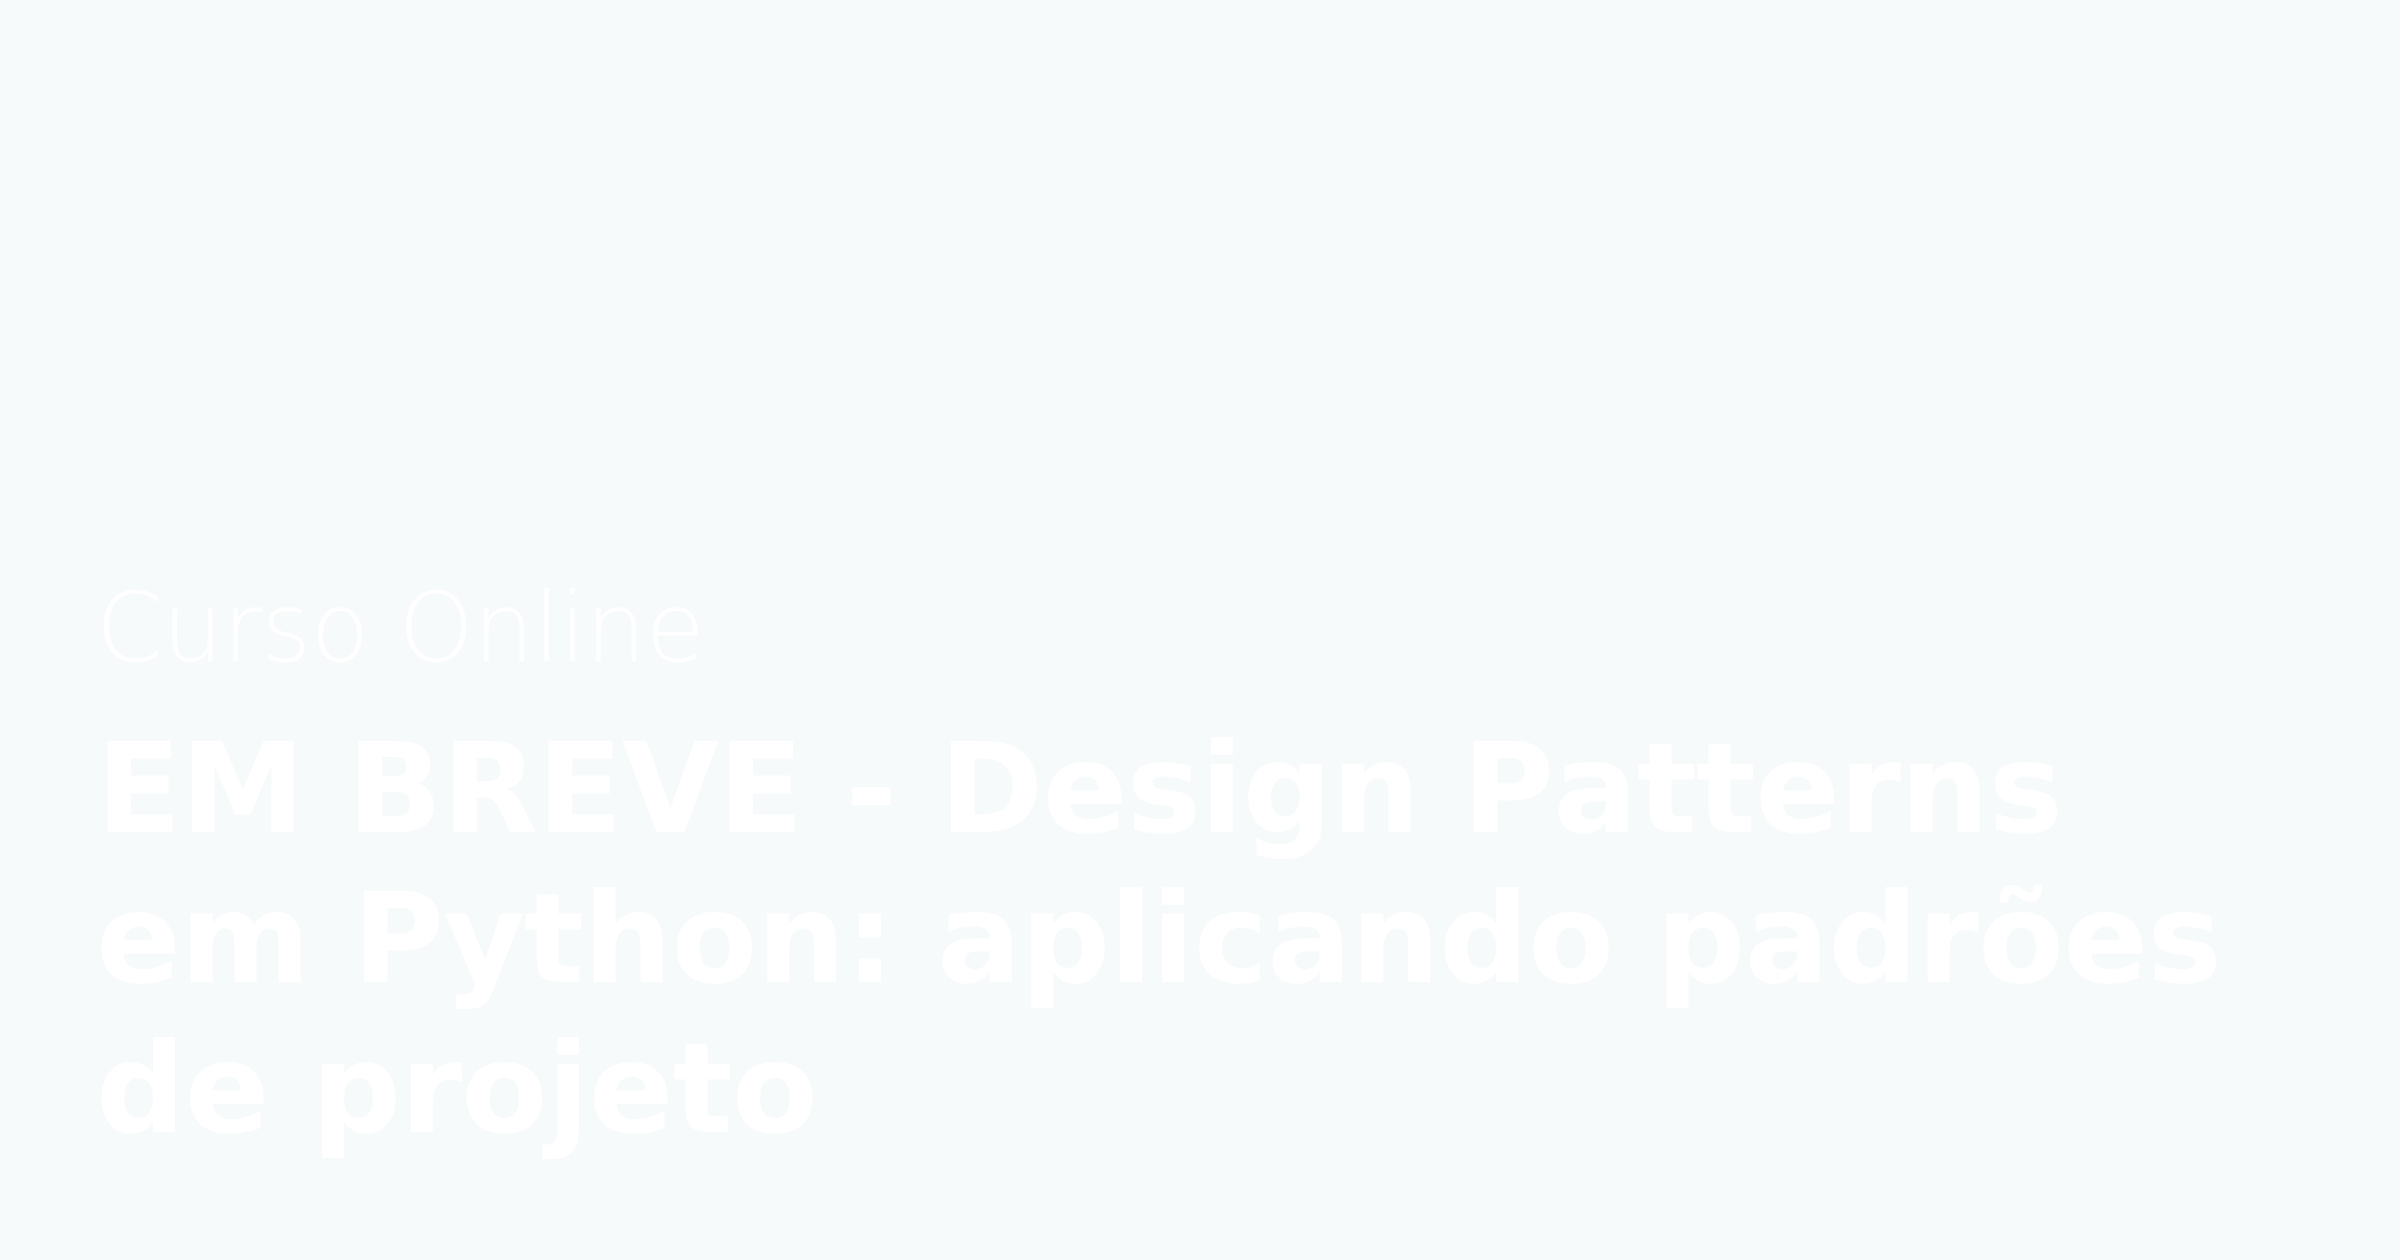 Curso Online
EM BREVE - Design Patterns
em Python: aplicando padrões
de projeto